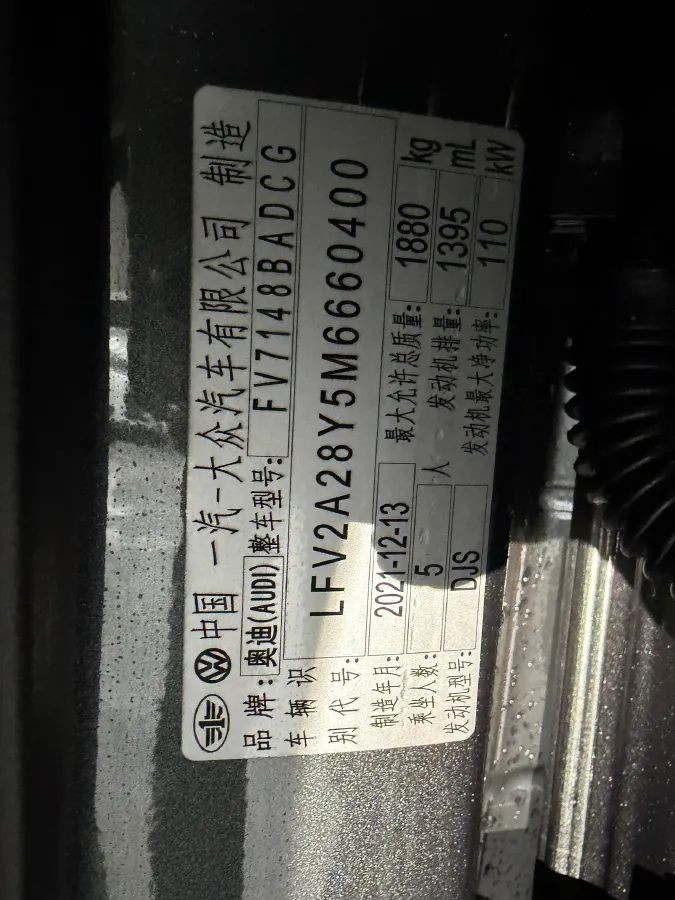 中国 一汽-大众汽车有限公司 制造
品牌:奥迪(AUDI) 整车型号: FV7148BADCG
车辆识别代号: LFV2A28Y5M6660400
制造年月: 2021-12-13 最大允许总质量: 1880 kg
乘坐人数: 5 人 发动机排量: 1395 mL
发动机型号: DJS 发动机最大净功率: 110 kW